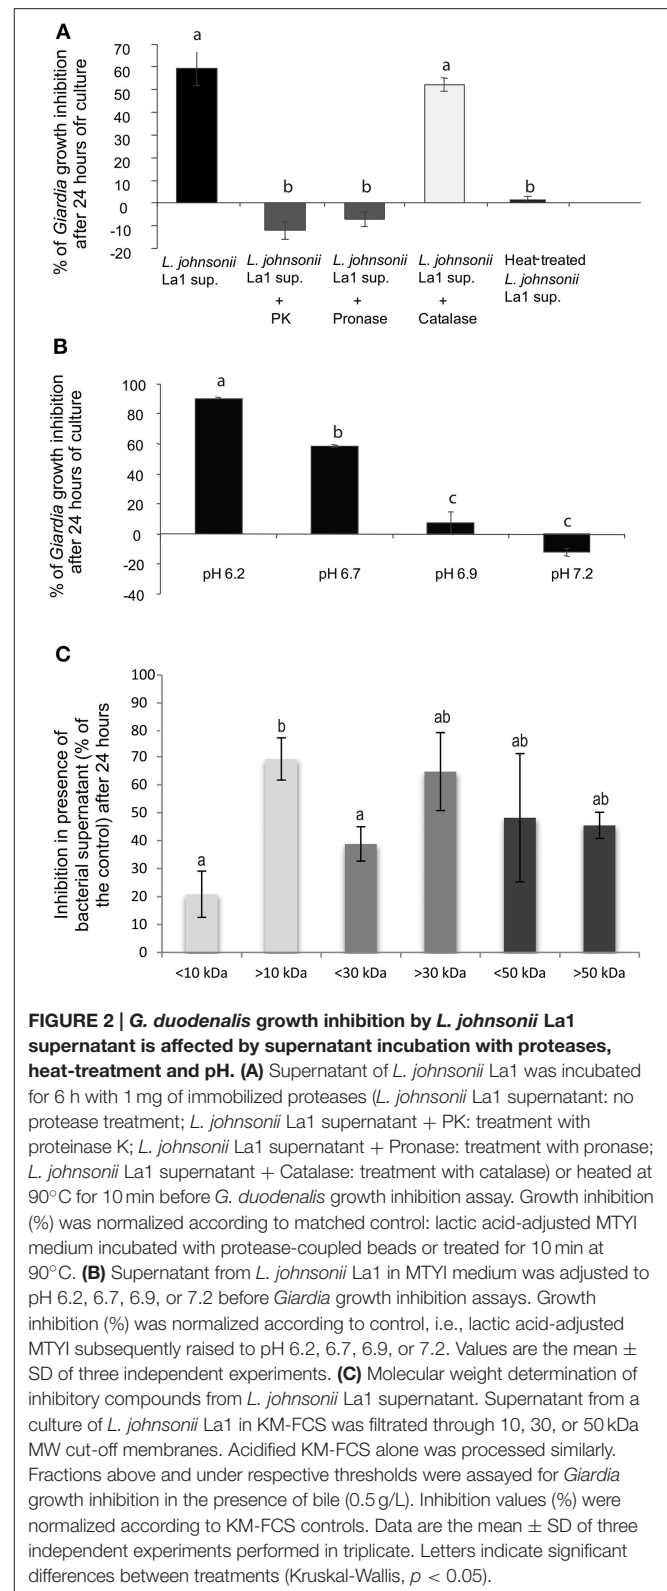 A
% of Giardia growth inhibition
after 24 hours ofr culture
70
60
50
40
30
20
10
0
-10
-20
a
b
b
a
b
L. johnsonii
La1 sup.
L. johnsonii
La1 sup.
+
PK
L. johnsonii
La1 sup.
+
Pronase
L. johnsonii
La1 sup.
+
Catalase
Heat-treated
L. johnsonii
La1 sup.
B
% of Giardia growth inhibition
after 24 hours of culture
100
80
60
40
20
0
-20
-40
a
b
c
c
pH 6.2
pH 6.7
pH 6.9
pH 7.2
C
Inhibition in presence of
bacterial supernatant (% of
the control) after 24 hours
100
90
80
70
60
50
40
30
20
10
0
a
b
a
ab
ab
ab
<10 kDa
>10 kDa
<30 kDa
>30 kDa
<50 kDa
>50 kDa
FIGURE 2 | G. duodenalis growth inhibition by L. johnsonii La1
supernatant is affected by supernatant incubation with proteases,
heat-treatment and pH. (A) Supernatant of L. johnsonii La1 was incubated
for 6 h with 1 mg of immobilized proteases (L. johnsonii La1 supernatant: no
protease treatment; L. johnsonii La1 supernatant + PK: treatment with
proteinase K; L. johnsonii La1 supernatant + Pronase: treatment with pronase;
L. johnsonii La1 supernatant + Catalase: treatment with catalase) or heated at
90°C for 10 min before G. duodenalis growth inhibition assay. Growth inhibition
(%) was normalized according to matched control: lactic acid-adjusted MTYI
medium incubated with protease-coupled beads or treated for 10 min at
90°C. (B) Supernatant from L. johnsonii La1 in MTYI medium was adjusted to
pH 6.2, 6.7, 6.9, or 7.2 before Giardia growth inhibition assays. Growth
inhibition (%) was normalized according to control, i.e., lactic acid-adjusted
MTYI subsequently raised to pH 6.2, 6.7, 6.9, or 7.2. Values are the mean ±
SD of three independent experiments. (C) Molecular weight determination of
inhibitory compounds from L. johnsonii La1 supernatant. Supernatant from a
culture of L. johnsonii La1 in KM-FCS was filtrated through 10, 30, or 50 kDa
MW cut-off membranes. Acidified KM-FCS alone was processed similarly.
Fractions above and under respective thresholds were assayed for Giardia
growth inhibition in the presence of bile (0.5 g/L). Inhibition values (%) were
normalized according to KM-FCS controls. Data are the mean ± SD of three
independent experiments performed in triplicate. Letters indicate significant
differences between treatments (Kruskal-Wallis, p < 0.05).